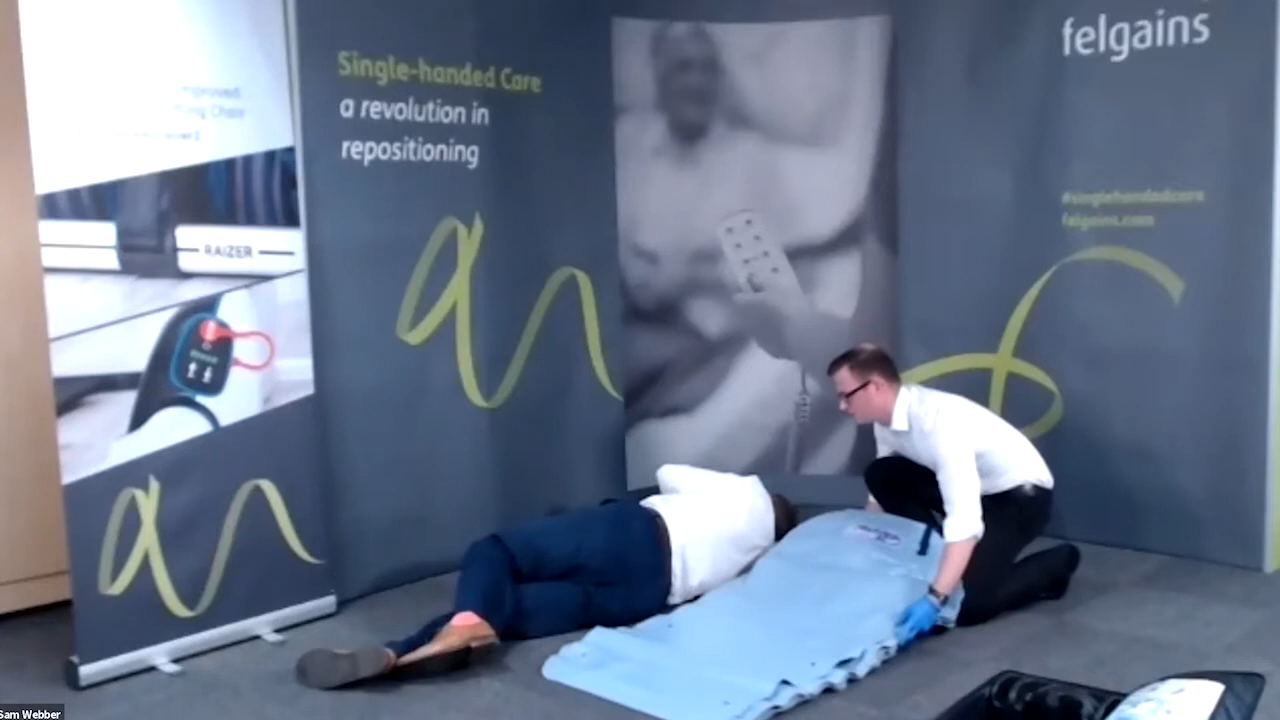 felgains
Single-handed Care
a revolution in
repositioning
#singlehandedcare
felgains.com
RAIZER
Sam Webber